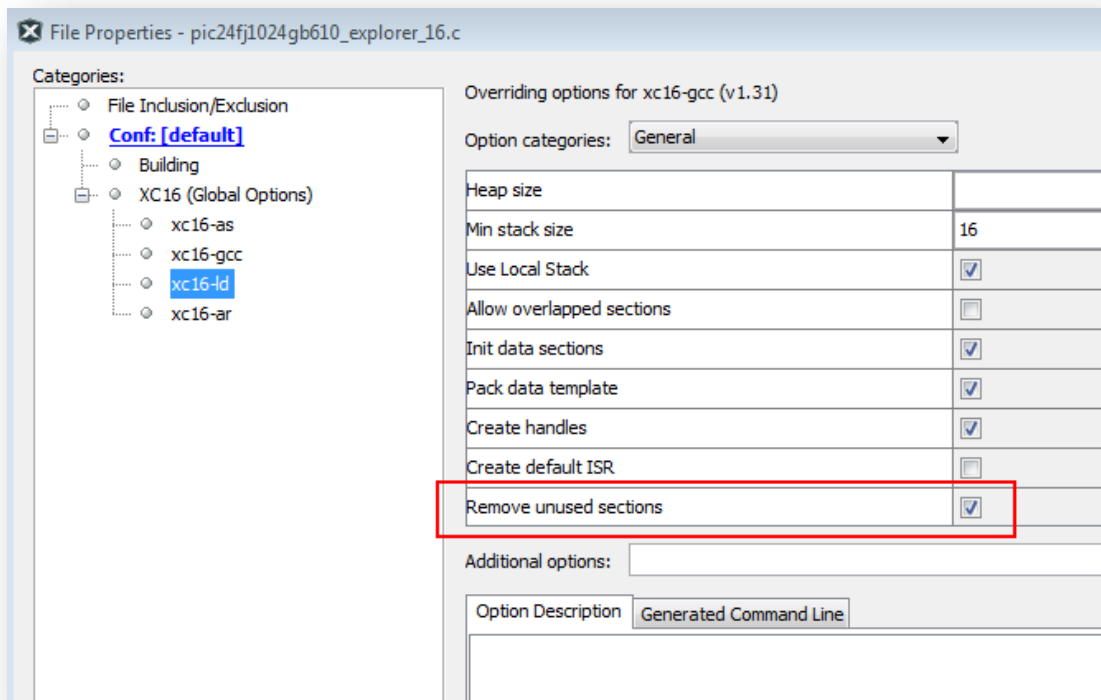 File Properties - pic24fj1024gb610_explorer_16.c
Categories:
File Inclusion/Exclusion
Conf: [default]
Building
XC16 (Global Options)
xc16-as
xc16-gcc
xc16-ld
xc16-ar
Overriding options for xc16-gcc (v1.31)
Option categories: General
Heap size
Min stack size 16
Use Local Stack
Allow overlapped sections
Init data sections
Pack data template
Create handles
Create default ISR
Remove unused sections
Additional options:
Option Description Generated Command Line